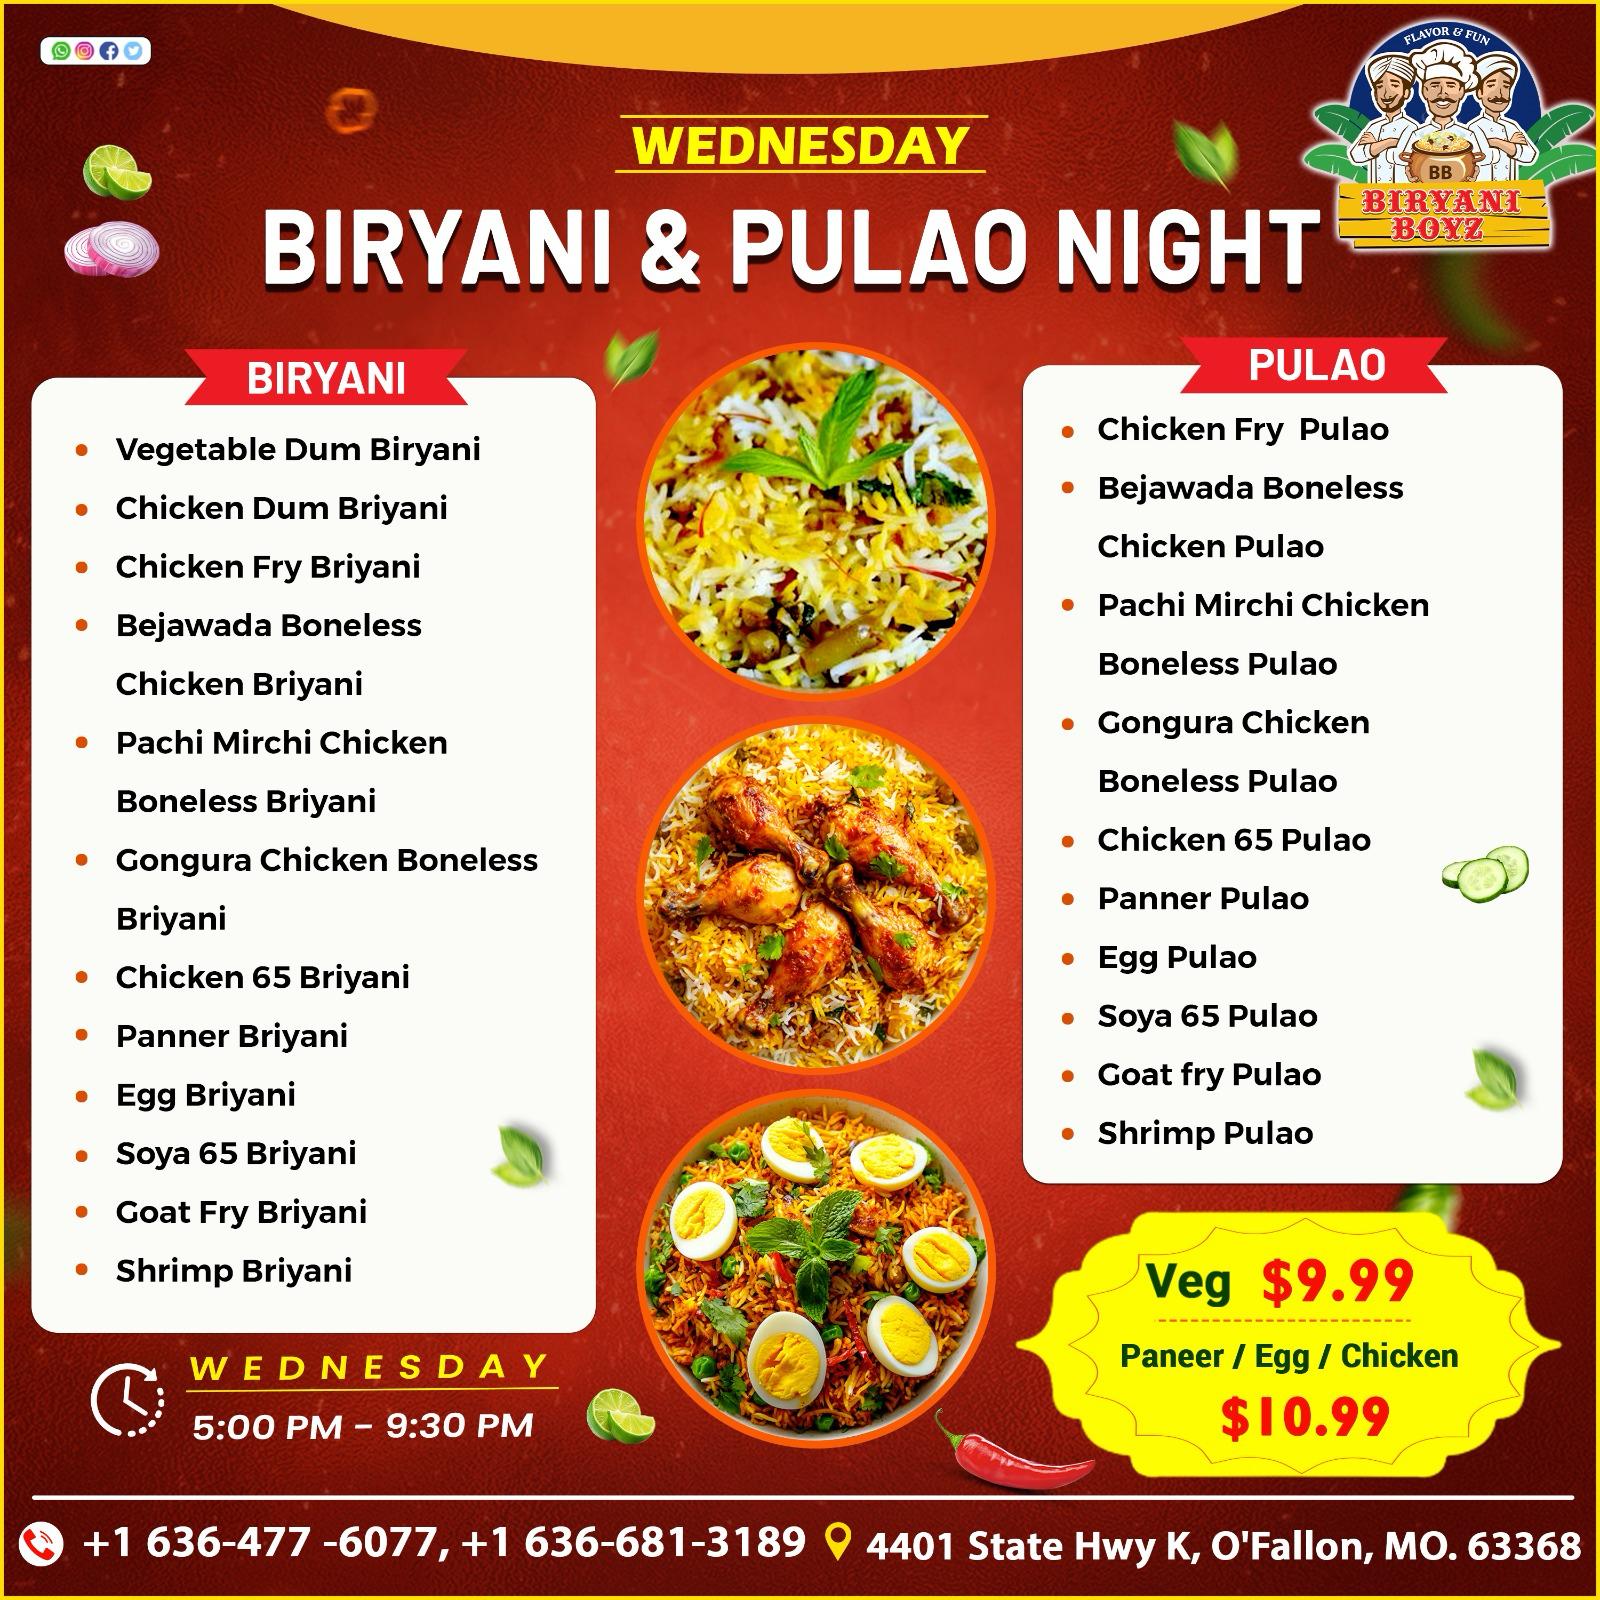 FLAVOR & FUN
BB
BIRYANI
BOYZ
WEDNESDAY
BIRYANI & PULAO NIGHT
BIRYANI
Vegetable Dum Biryani
Chicken Dum Briyani
Chicken Fry Briyani
Bejawada Boneless
Chicken Briyani
Pachi Mirchi Chicken
Boneless Briyani
Gongura Chicken Boneless
Briyani
Chicken 65 Briyani
Panner Briyani
Egg Briyani
Soya 65 Briyani
Goat Fry Briyani
Shrimp Briyani
PULAO
Chicken Fry Pulao
Bejawada Boneless
Chicken Pulao
Pachi Mirchi Chicken
Boneless Pulao
Gongura Chicken
Boneless Pulao
Chicken 65 Pulao
Panner Pulao
Egg Pulao
Soya 65 Pulao
Goat fry Pulao
Shrimp Pulao
Veg $9.99
Paneer / Egg / Chicken
$10.99
WEDNESDAY
5:00 PM – 9:30 PM
+1 636-477 -6077, +1 636-681-3189
4401 State Hwy K, O'Fallon, MO. 63368